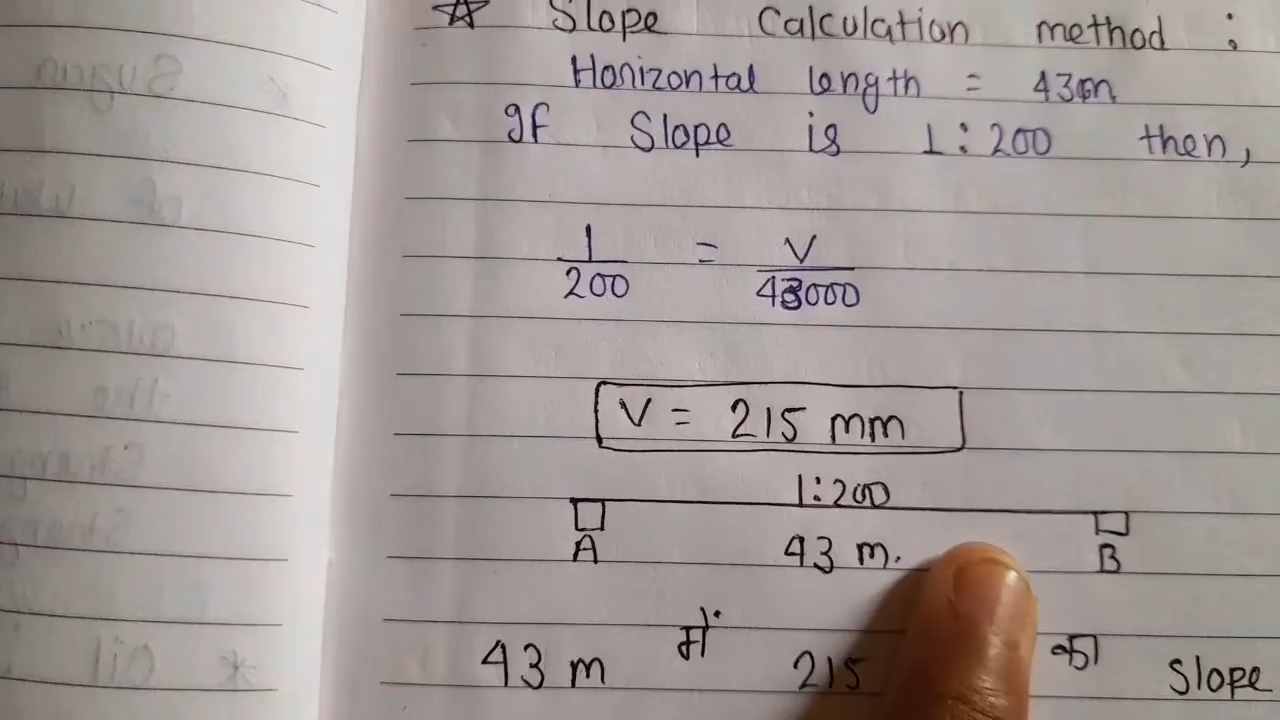 ☆ Slope Calculation method :
Horizontal length = 43m
If Slope is 1:200 then,
1/200 = V/43000
V = 215 mm
1:200
A 43 m. B
43 m में 215 का Slope